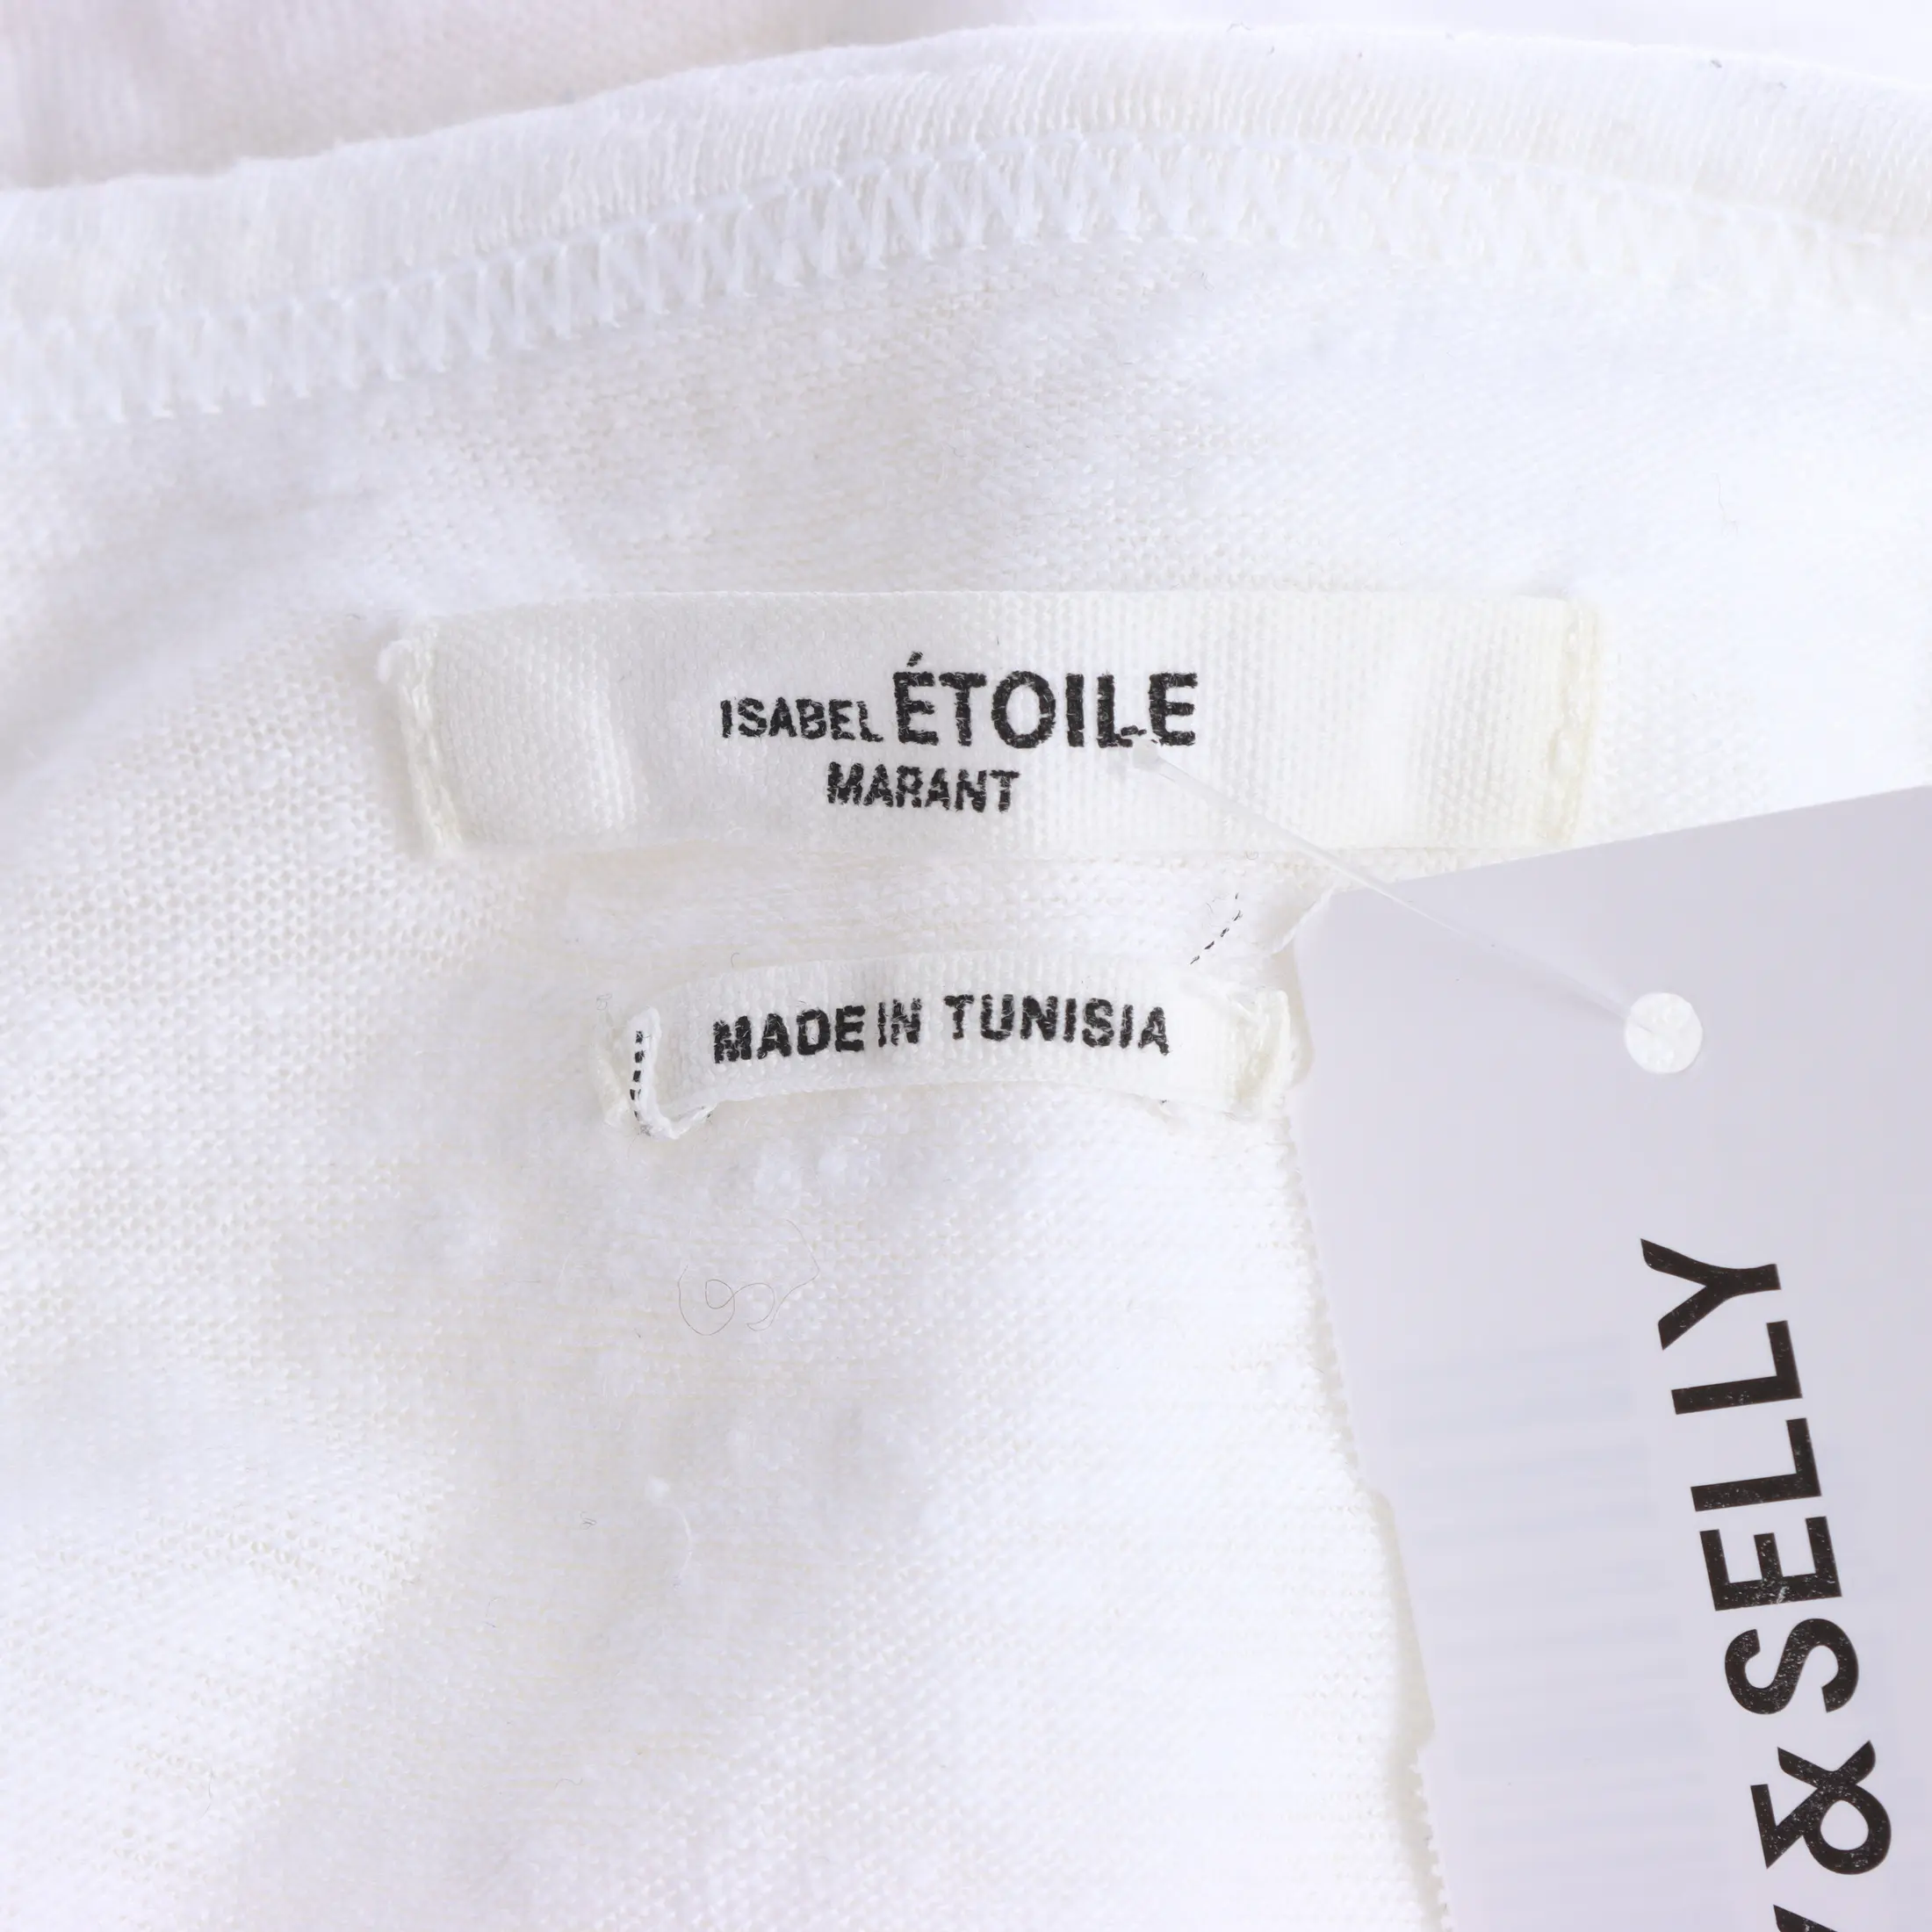 ISABEL ÉTOILE
MARANT
MADE IN TUNISIA
& SELLY